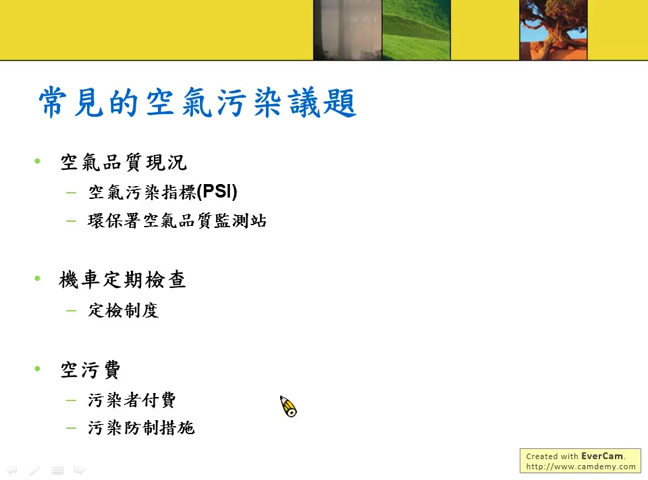 常見的空氣污染議題
• 空氣品質現況
– 空氣污染指標(PSI)
– 環保署空氣品質監測站
• 機車定期檢查
– 定檢制度
• 空污費
– 污染者付費
– 污染防制措施
Created with EverCam.
http://www.camdemy.com